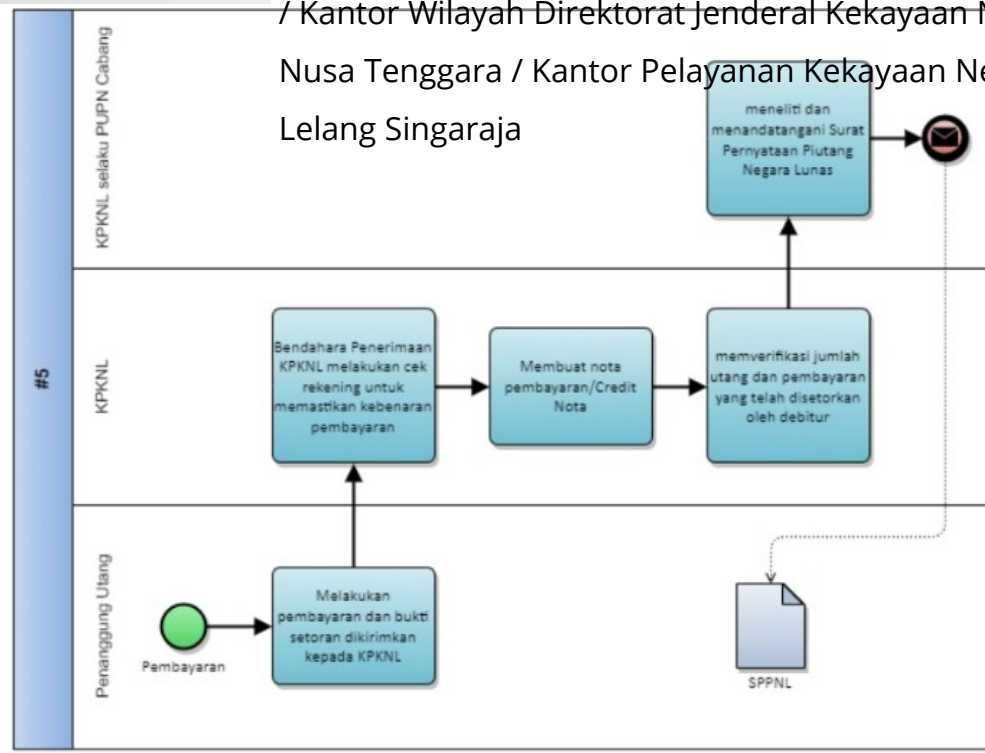 / Kantor Wilayah Direktorat Jenderal Kekayaan
Nusa Tenggara / Kantor Pelayanan Kekayaan
Lelang Singaraja
#5
KPKNL selaku PUPN Cabang
meneliti dan
menandatangani Surat
Pernyataan Piutang
Negara Lunas
KPKNL
Bendahara Penerimaan
KPKNL melakukan cek
rekening untuk
memastikan kebenaran
pembayaran
Membuat nota
pembayaran/Credit
Nota
memverifikasi jumlah
utang dan pembayaran
yang telah disetorkan
oleh debitur
Penanggung Utang
Pembayaran
Melakukan
pembayaran dan bukti
setoran dikirimkan
kepada KPKNL
SPPNL